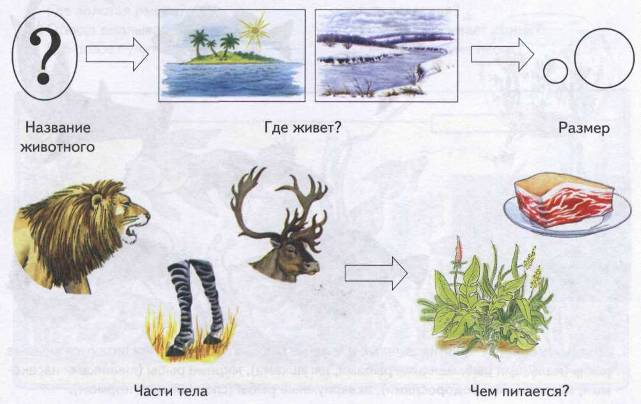 ?
Название
животного
Где живет?
Размер
Части тела
Чем питается?